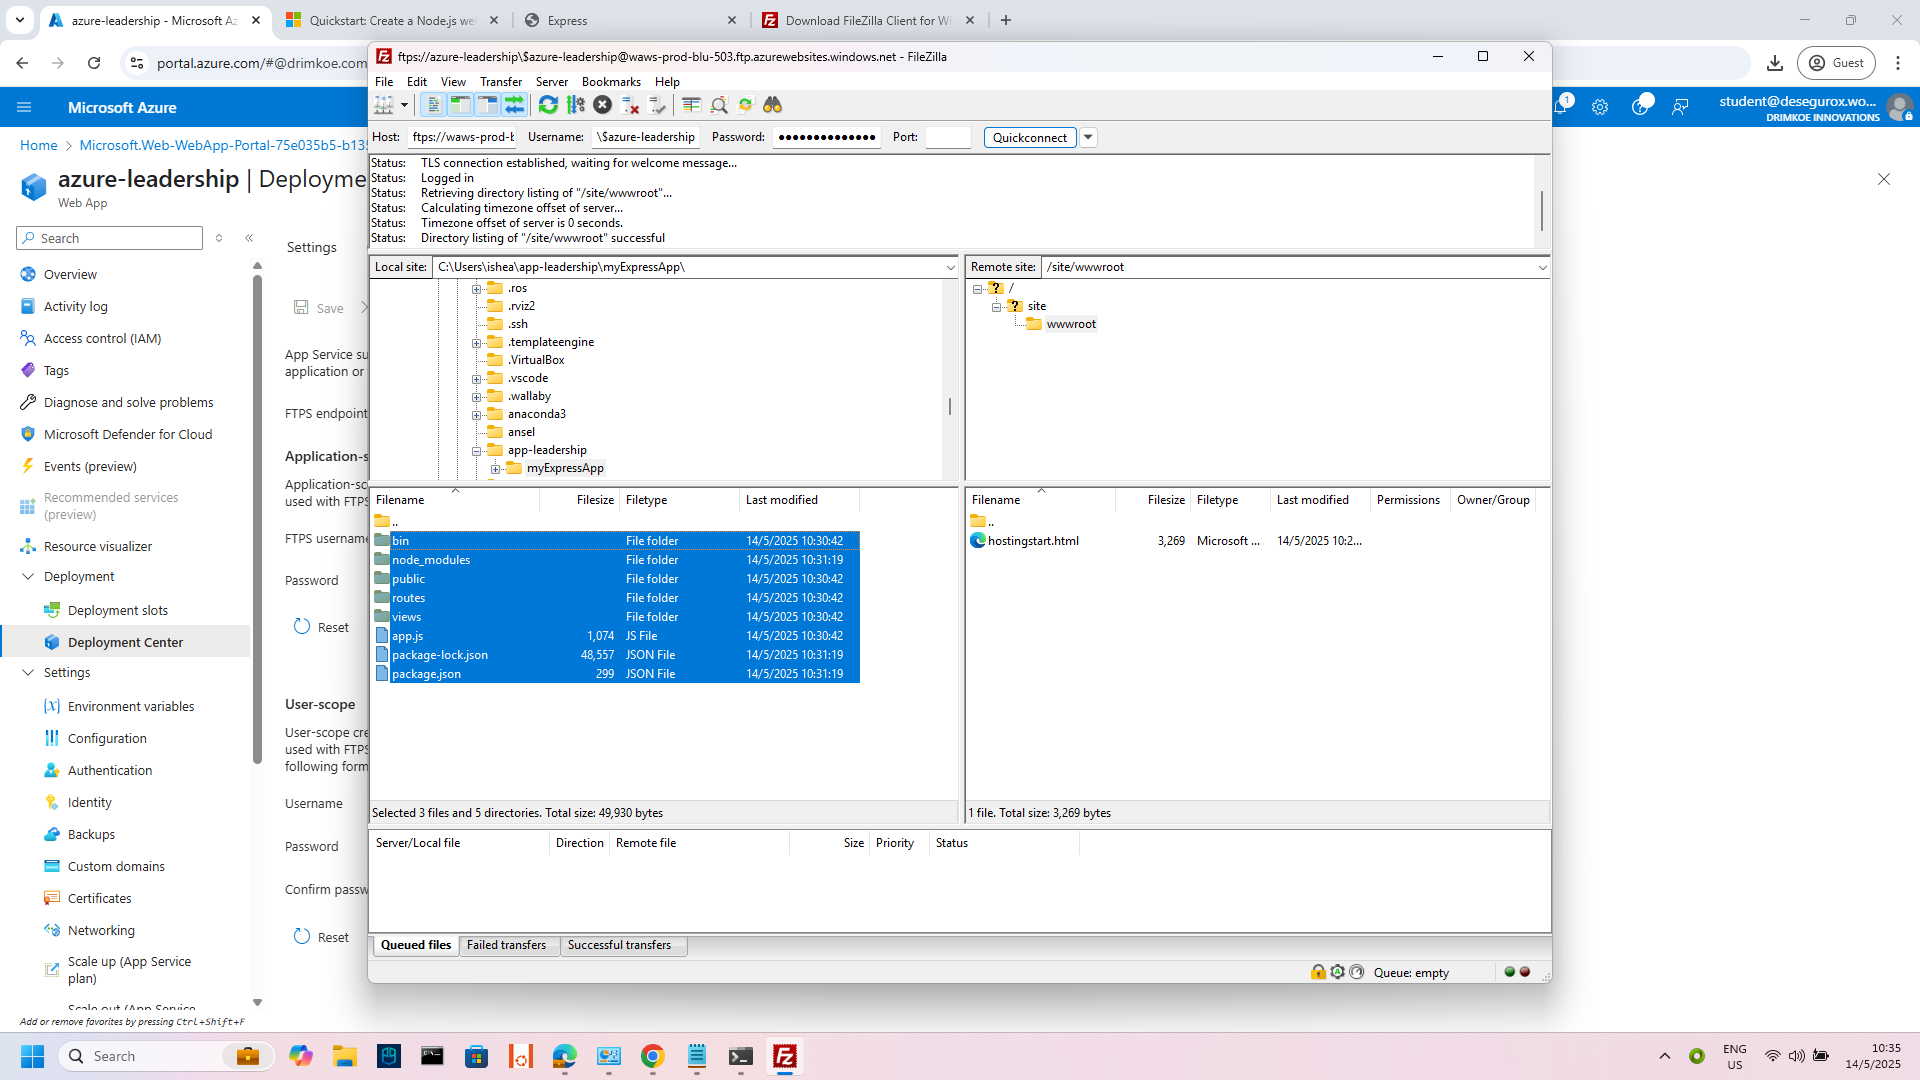 azure-leadership - Microsoft Az
Quickstart: Create a Node.js we
Express
Download FileZilla Client for Wi
portal.azure.com/#@drimkoe.com
Guest
Microsoft Azure
1
student@desegurox.wo...
DRIMKOE INNOVATIONS
Home
Microsoft.Web-WebApp-Portal-75e035b5-b135
azure-leadership | Deployme
Web App
Search
Overview
Activity log
Access control (IAM)
Tags
Diagnose and solve problems
Microsoft Defender for Cloud
Events (preview)
Recommended services
(preview)
Resource visualizer
Deployment
Deployment slots
Deployment Center
Settings
Environment variables
Configuration
Authentication
Identity
Backups
Custom domains
Certificates
Networking
Scale up (App Service
plan)
Scale out (App Service
Add or remove favorites by pressing Ctrl+Shift+F
Settings
Save
App Service su
application or
FTPS endpoint
Application-s
Application-sc
used with FTPS
FTPS username
Password
Reset
User-scope
User-scope cre
used with FTPS
following form
Username
Password
Confirm passw
Reset
ftps://azure-leadership\$azure-leadership@waws-prod-blu-503.ftp.azurewebsites.windows.net - FileZilla
File Edit View Transfer Server Bookmarks Help
Host: ftps://waws-prod-b Username: \$azure-leadership Password: ●●●●●●●●●●●●●● Port: Quickconnect
Status: TLS connection established, waiting for welcome message...
Status: Logged in
Status: Retrieving directory listing of "/site/wwwroot"...
Status: Calculating timezone offset of server...
Status: Timezone offset of server is 0 seconds.
Status: Directory listing of "/site/wwwroot" successful
Local site: C:\Users\ishea\app-leadership\myExpressApp\
.ros
.rviz2
.ssh
.templateengine
.VirtualBox
.vscode
.wallaby
anaconda3
ansel
app-leadership
myExpressApp
Remote site: /site/wwwroot
/
site
wwwroot
Filename Filesize Filetype Last modified
..
bin File folder 14/5/2025 10:30:42
node_modules File folder 14/5/2025 10:31:19
public File folder 14/5/2025 10:30:42
routes File folder 14/5/2025 10:30:42
views File folder 14/5/2025 10:30:42
app.js 1,074 JS File 14/5/2025 10:30:42
package-lock.json 48,557 JSON File 14/5/2025 10:31:19
package.json 299 JSON File 14/5/2025 10:31:19
Selected 3 files and 5 directories. Total size: 49,930 bytes
Filename Filesize Filetype Last modified Permissions Owner/Group
..
hostingstart.html 3,269 Microsoft ... 14/5/2025 10:2...
1 file. Total size: 3,269 bytes
Server/Local file Direction Remote file Size Priority Status
Queued files Failed transfers Successful transfers
Queue: empty
Search
ENG
US
10:35
14/5/2025